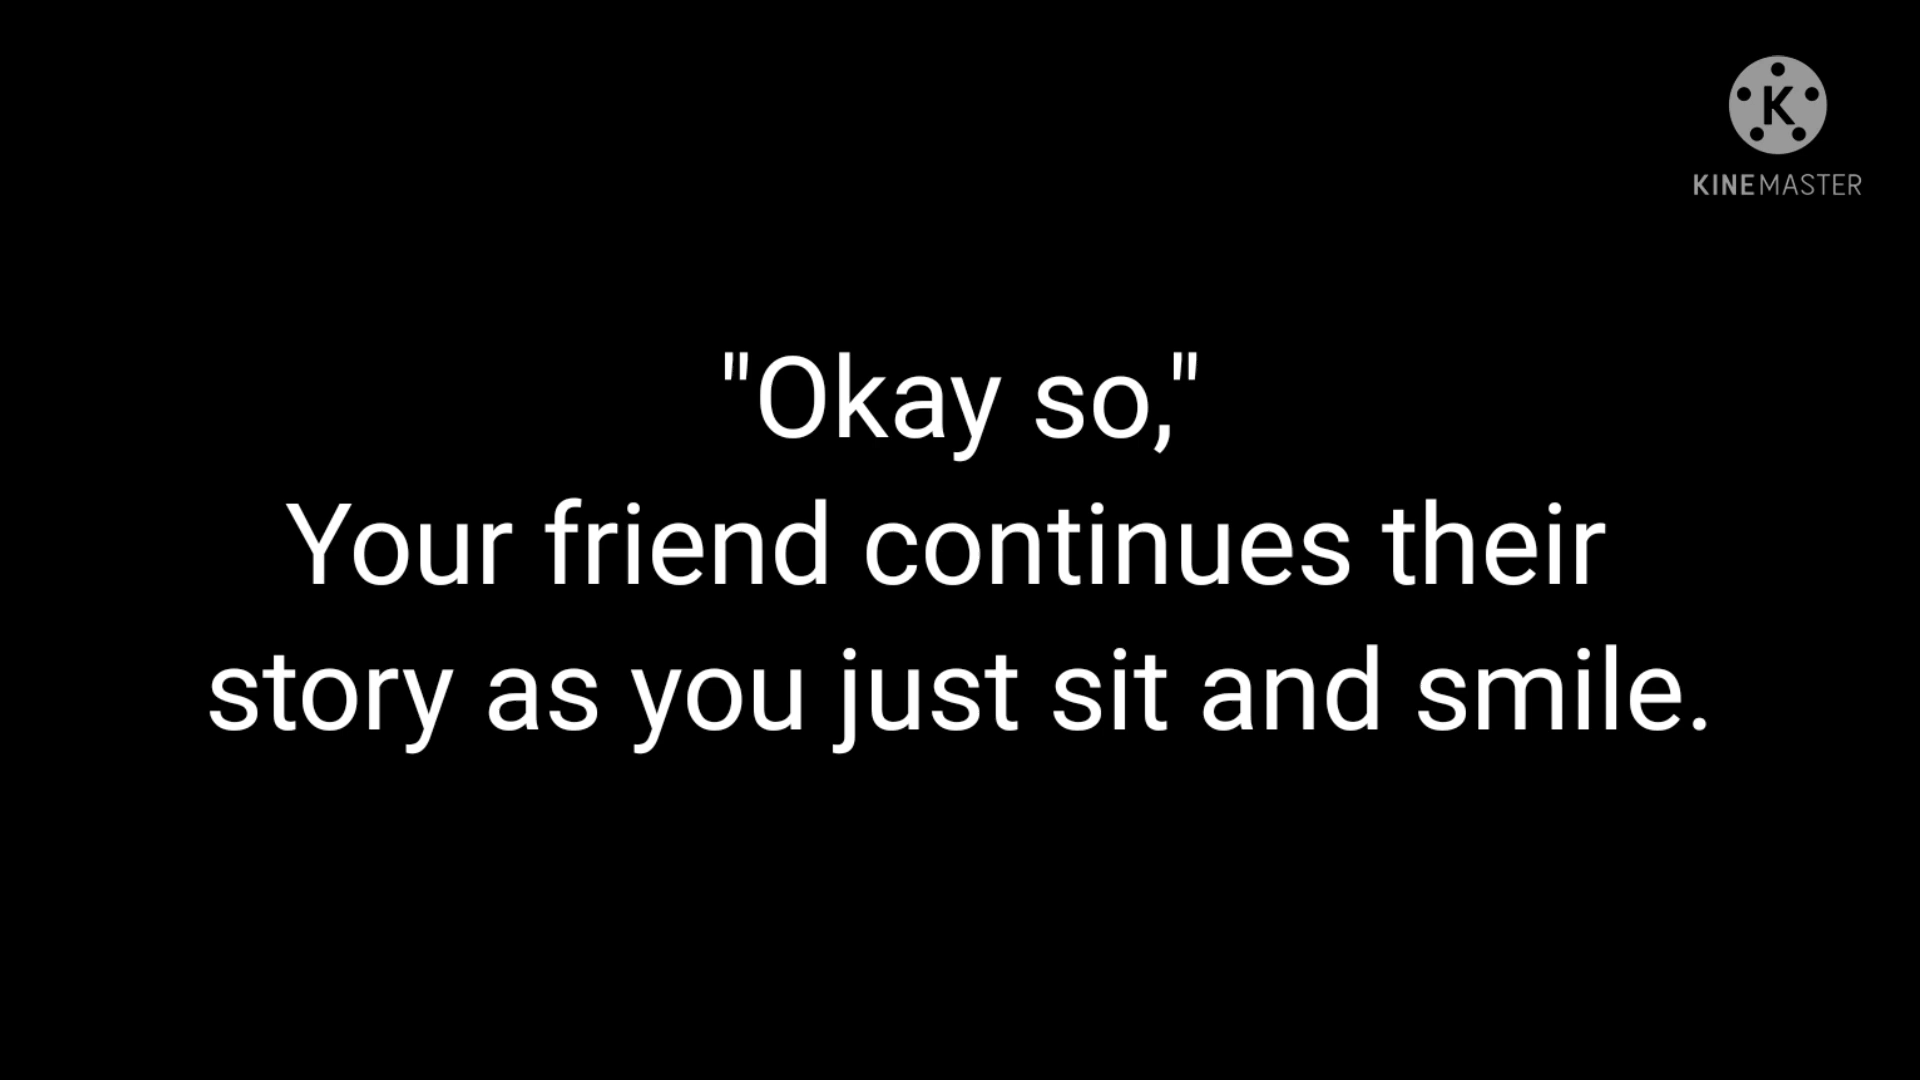 K
KINEMASTER
"Okay so,"
Your friend continues their
story as you just sit and smile.